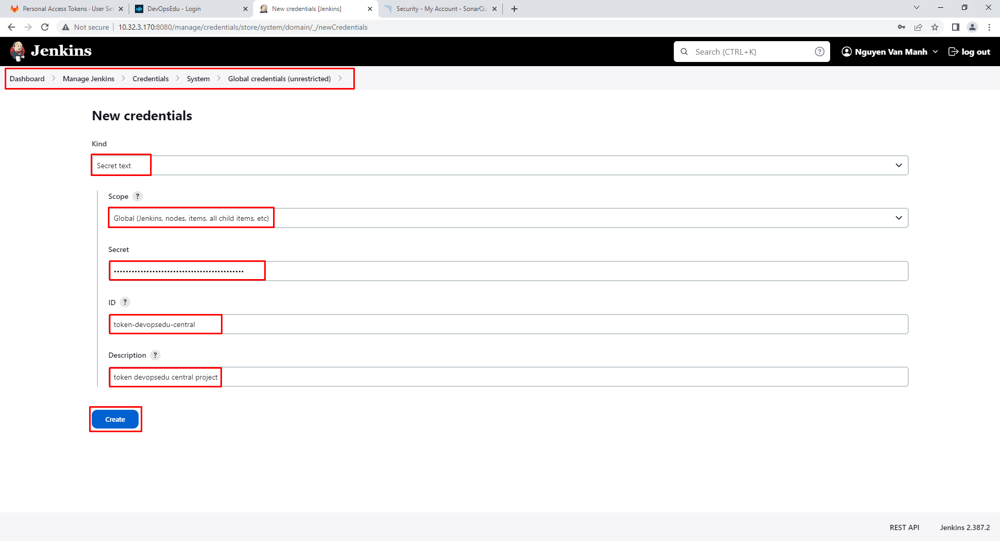 Personal Access Tokens · User Set
DevOpsEdu - Login
New credentials [Jenkins]
Security - My Account - SonarQu
Not secure
10.32.3.170:8080/manage/credentials/store/system/domain/_/newCredentials
Jenkins
Search (CTRL+K)
?
Nguyen Van Manh
log out
Dashboard
Manage Jenkins
Credentials
System
Global credentials (unrestricted)
New credentials
Kind
Secret text
Scope ?
Global (Jenkins, nodes, items, all child items, etc)
Secret
ID ?
token-devopsedu-central
Description ?
token devopsedu central project
Create
REST API
Jenkins 2.387.2